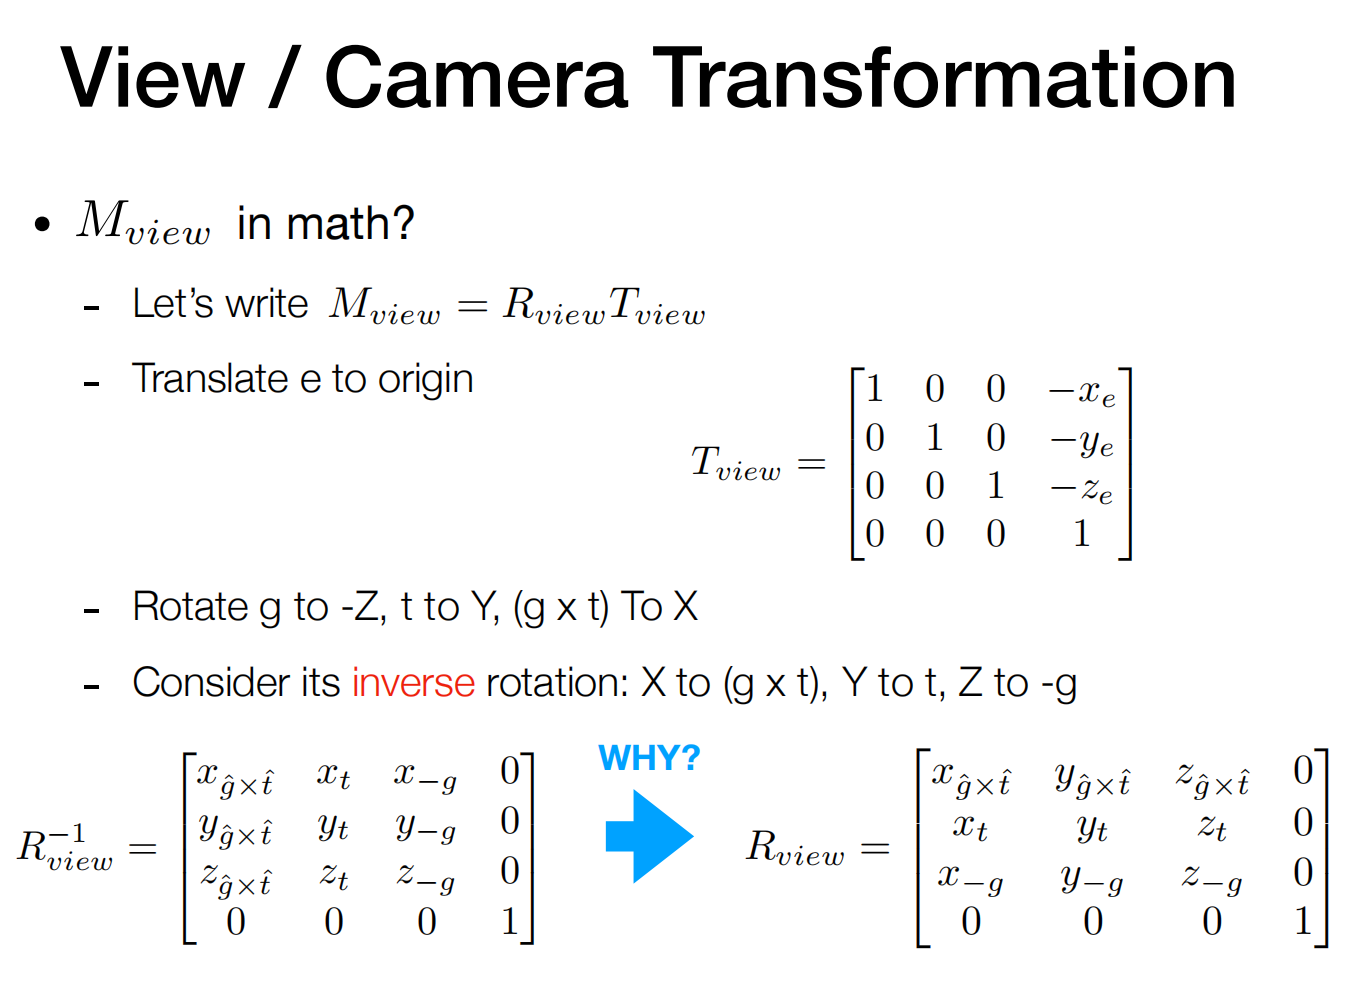 View / Camera Transformation
• $M_{view}$ in math?
- Let's write $M_{view} = R_{view}T_{view}$
- Translate e to origin
$T_{view} = \begin{bmatrix} 1 & 0 & 0 & -x_e \\ 0 & 1 & 0 & -y_e \\ 0 & 0 & 1 & -z_e \\ 0 & 0 & 0 & 1 \end{bmatrix}$
- Rotate g to -Z, t to Y, (g x t) To X
- Consider its inverse rotation: X to (g x t), Y to t, Z to -g
$R_{view}^{-1} = \begin{bmatrix} x_{\hat{g}\times\hat{t}} & x_t & x_{-g} & 0 \\ y_{\hat{g}\times\hat{t}} & y_t & y_{-g} & 0 \\ z_{\hat{g}\times\hat{t}} & z_t & z_{-g} & 0 \\ 0 & 0 & 0 & 1 \end{bmatrix}$
WHY?
$R_{view} = \begin{bmatrix} x_{\hat{g}\times\hat{t}} & y_{\hat{g}\times\hat{t}} & z_{\hat{g}\times\hat{t}} & 0 \\ x_t & y_t & z_t & 0 \\ x_{-g} & y_{-g} & z_{-g} & 0 \\ 0 & 0 & 0 & 1 \end{bmatrix}$